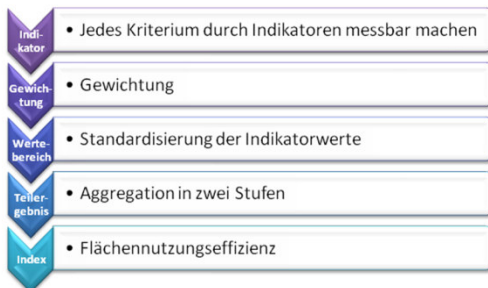 Indi-
kator
• Jedes Kriterium durch Indikatoren messbar machen
Gewich-
tung
• Gewichtung
Werte-
bereich
• Standardisierung der Indikatorwerte
Teiler-
gebnis
• Aggregation in zwei Stufen
Index
• Flächennutzungseffizienz